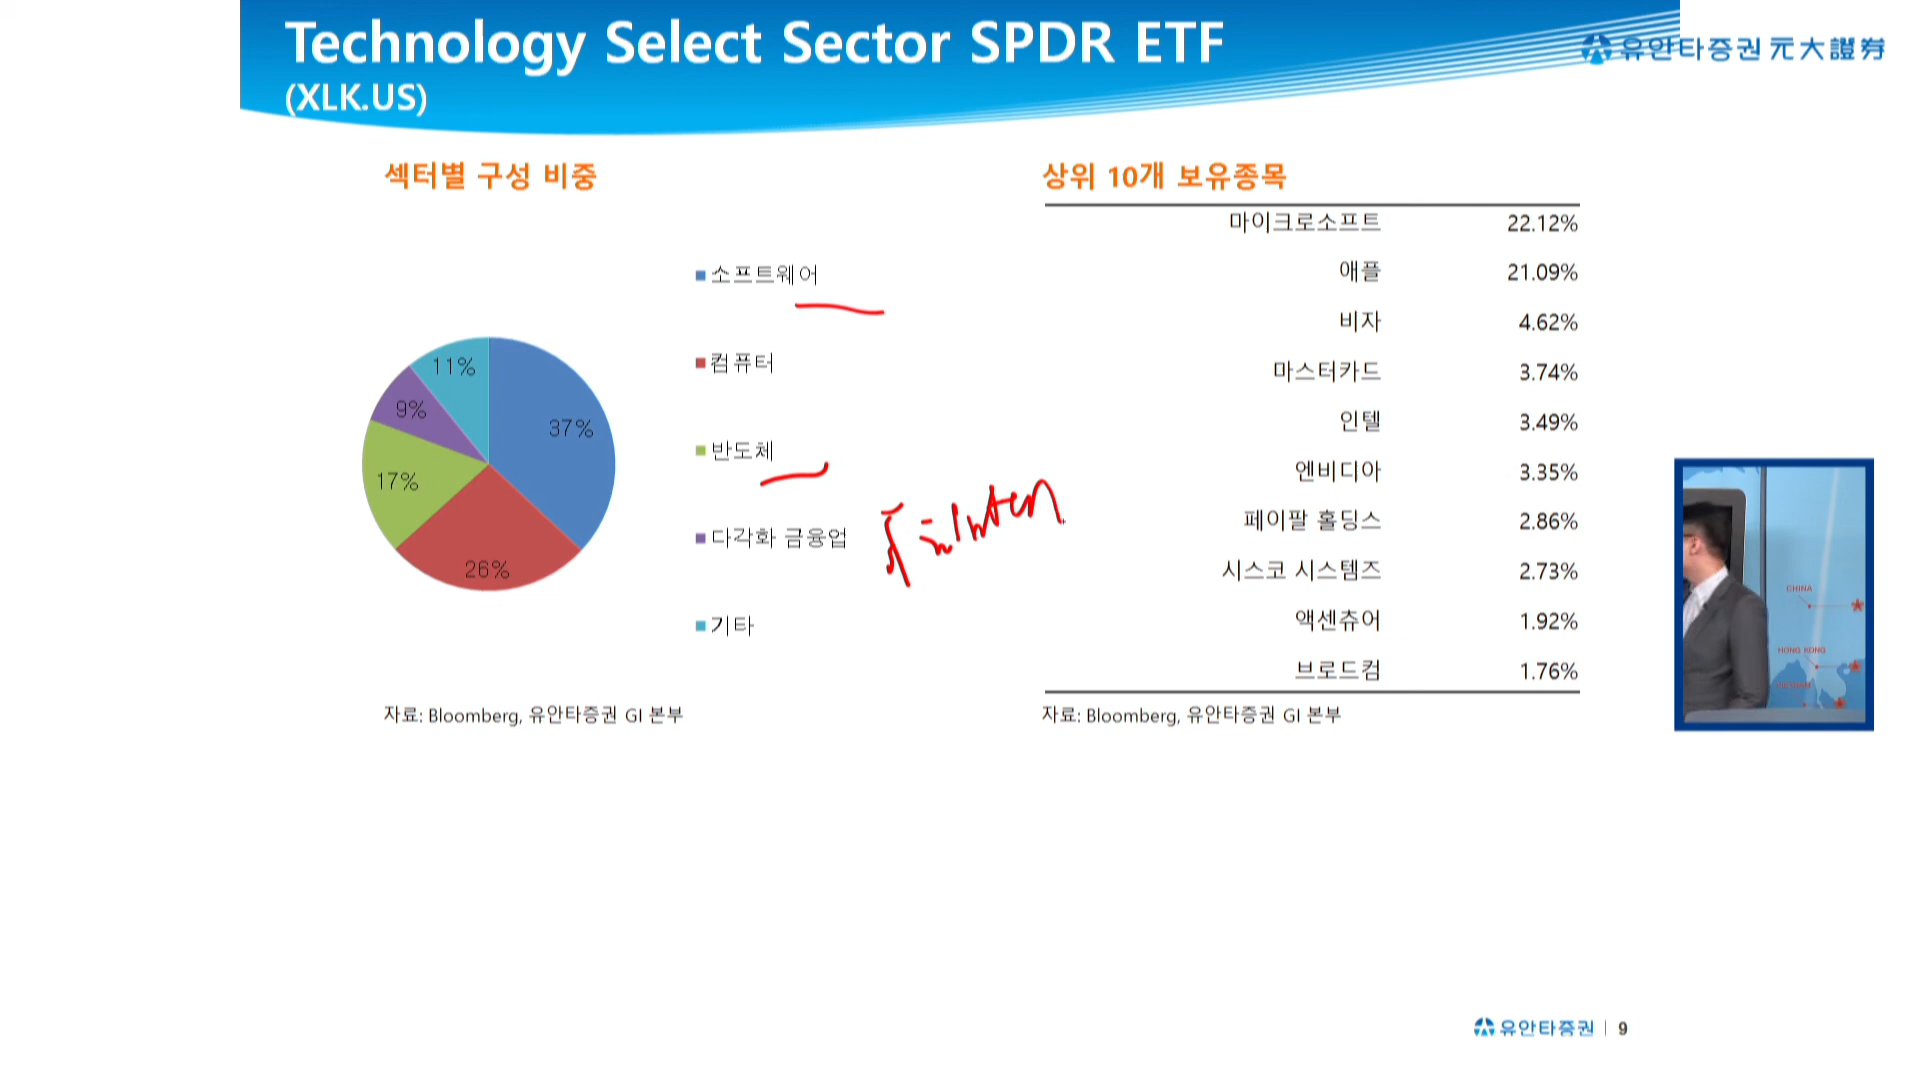 Technology Select Sector SPDR ETF
(XLK.US)
유안타증권 元大證券
섹터별 구성 비중
소프트웨어
컴퓨터
반도체
다각화 금융업
기타
37%
26%
17%
9%
11%
자료: Bloomberg, 유안타증권 GI 본부
상위 10개 보유종목
마이크로소프트 22.12%
애플 21.09%
비자 4.62%
마스터카드 3.74%
인텔 3.49%
엔비디아 3.35%
페이팔 홀딩스 2.86%
시스코 시스템즈 2.73%
액센츄어 1.92%
브로드컴 1.76%
자료: Bloomberg, 유안타증권 GI 본부
CHINA
HONG KONG
유안타증권 | 9